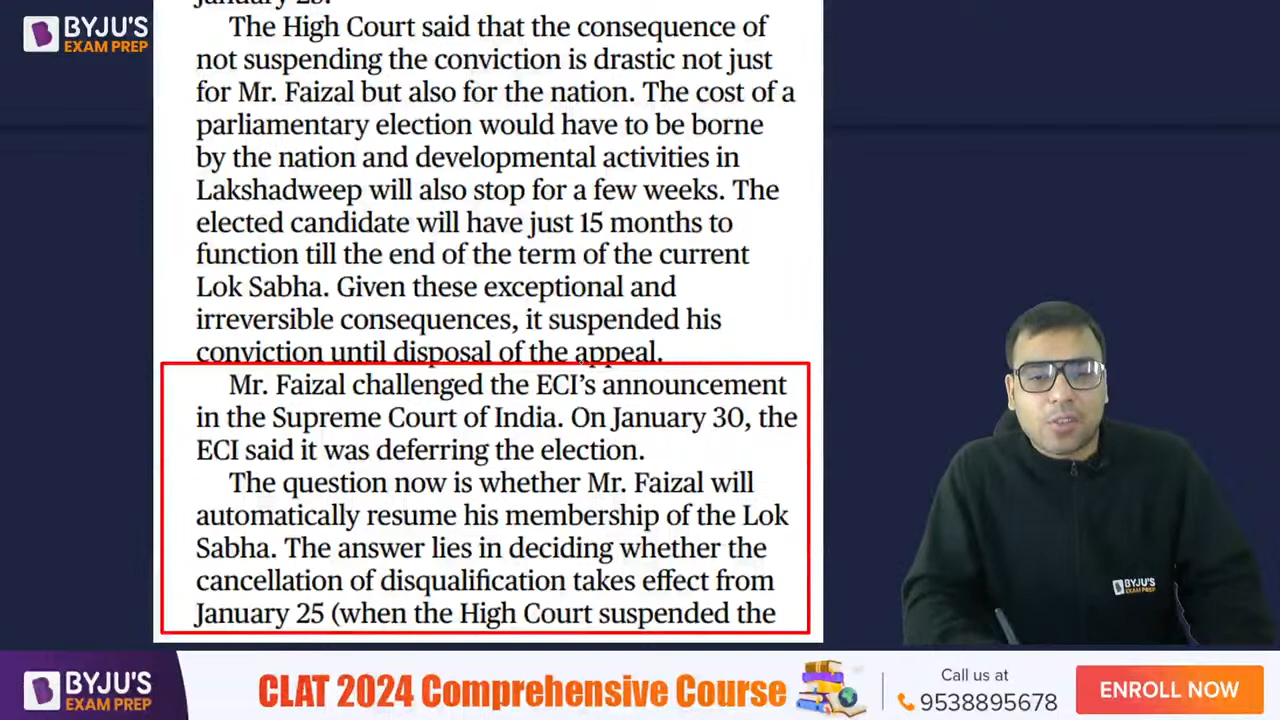 January 25.
BYJU'S
EXAM PREP
The High Court said that the consequence of
not suspending the conviction is drastic not just
for Mr. Faizal but also for the nation. The cost of a
parliamentary election would have to be borne
by the nation and developmental activities in
Lakshadweep will also stop for a few weeks. The
elected candidate will have just 15 months to
function till the end of the term of the current
Lok Sabha. Given these exceptional and
irreversible consequences, it suspended his
conviction until disposal of the appeal.
Mr. Faizal challenged the ECI’s announcement
in the Suprene Court of India. On January 30, the
ECI said it was deferring the election.
The question now is whether Mr. Faizal will
automatically resume his membership of the Lok
Sabha. The answer lies in deciding whether the
cancellation of disqualification takes effect from
January 25 (when the High Court suspended the
BYJU'S
EXAM PREP
BYJU'S
EXAM PREP
CLAT 2024 Comprehensive Course
Call us at
9538895678
ENROLL NOW